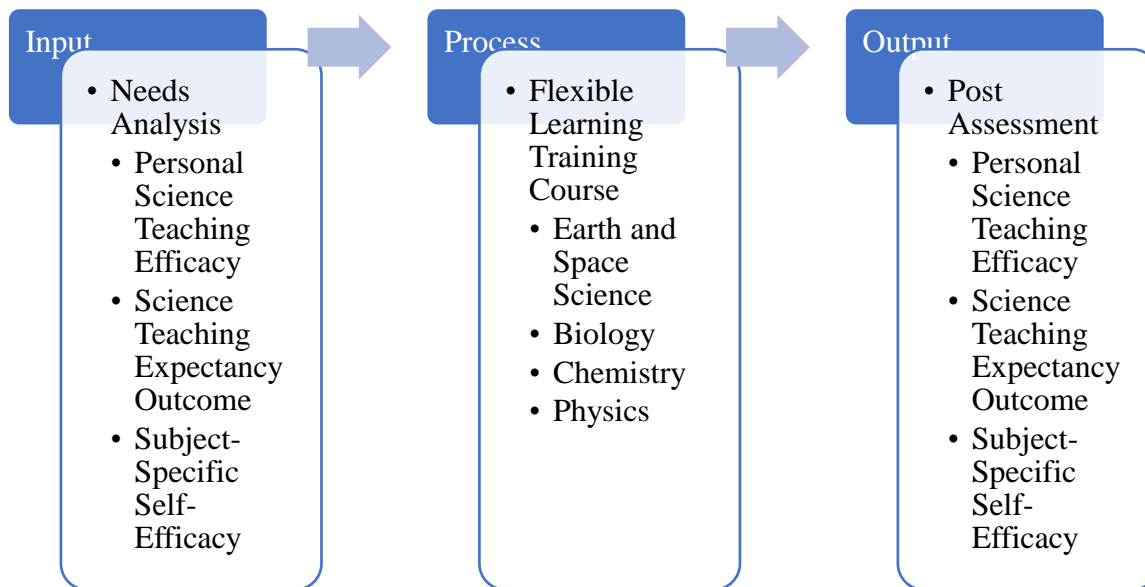 Input
• Needs
Analysis
• Personal
Science
Teaching
Efficacy
• Science
Teaching
Expectancy
Outcome
• Subject-
Specific
Self-
Efficacy
Process
• Flexible
Learning
Training
Course
• Earth and
Space
Science
• Biology
• Chemistry
• Physics
Output
• Post
Assessment
• Personal
Science
Teaching
Efficacy
• Science
Teaching
Expectancy
Outcome
• Subject-
Specific
Self-
Efficacy